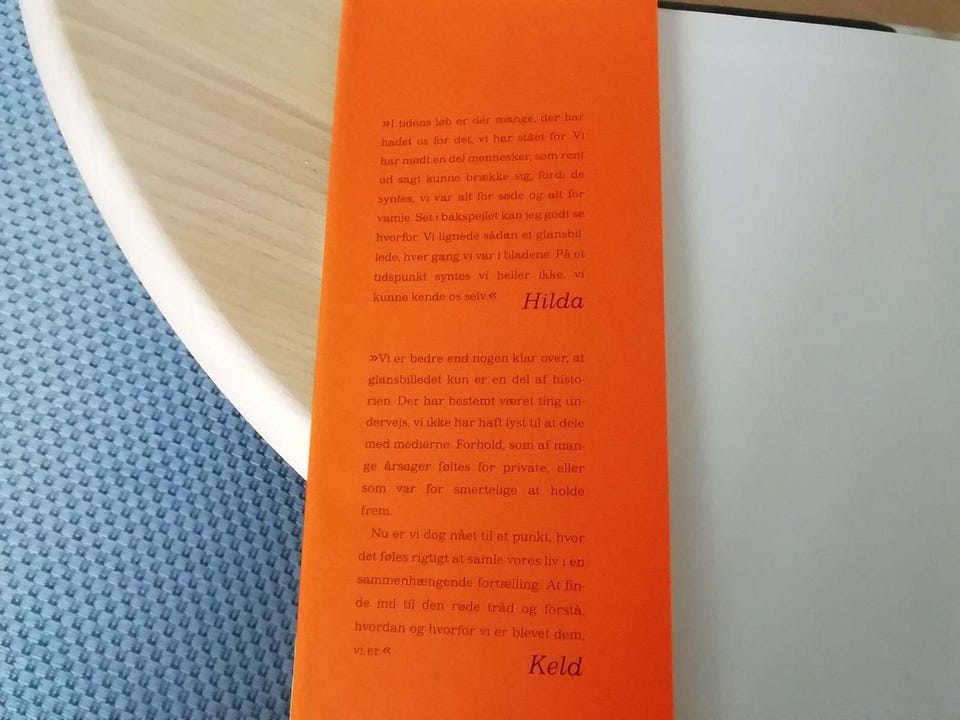 »I tidens løb er der mange, der har
hadet os for det, vi har stået for. Vi
har mødt en del mennesker, som rent
ud sagt kunne brække sig, fordi de
syntes, vi var alt for søde og alt for
vamle. Set i bakspejlet kan jeg godt se
hvorfor. Vi lignede sådan et glansbil-
lede, hver gang vi var i bladene. På et
tidspunkt syntes vi heller ikke, vi
kunne kende os selv.«
Hilda
»Vi er bedre end nogen klar over, at
glansbilledet kun er en del af histo-
rien. Der har bestemt været ting un-
dervejs, vi ikke har haft lyst til at dele
med medierne. Forhold, som af man-
ge årsager føltes for private, eller
som var for smertelige at holde
frem.
Nu er vi dog nået til et punkt, hvor
det føles rigtigt at samle vores liv i en
sammenhængende fortælling. At fin-
de ind til den røde tråd og forstå,
hvordan og hvorfor vi er blevet dem,
vi er.«
Keld